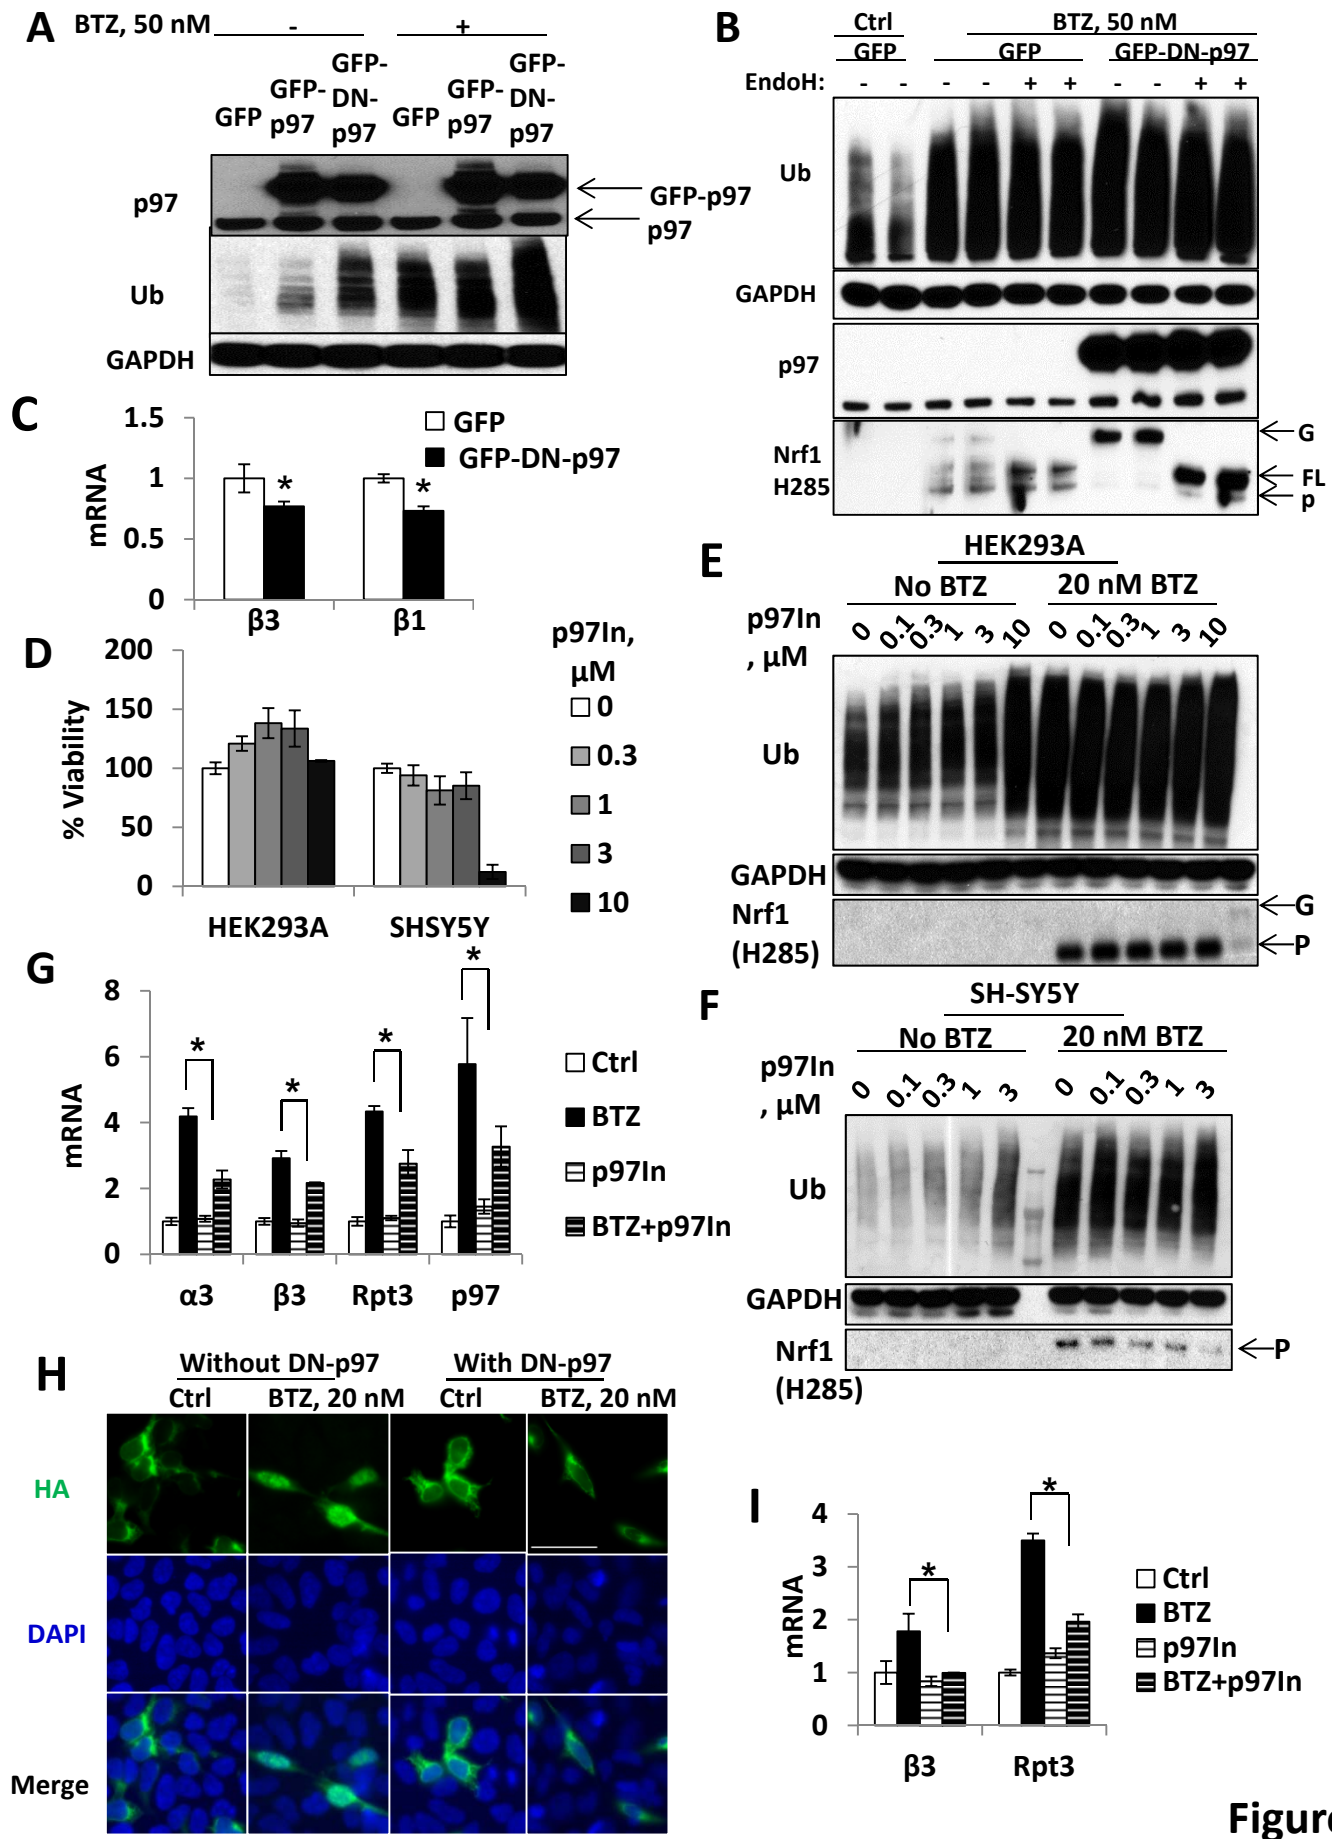 A
BTZ, 50 nM
- +
GFP GFP-p97 GFP-DN-p97 GFP GFP-p97 GFP-DN-p97
p97
GFP-p97
p97
Ub
GAPDH
B
Ctrl BTZ, 50 nM
GFP GFP GFP-DN-p97
EndoH: - - - - + + - - + +
Ub
GAPDH
p97
Nrf1
H285
G
FL
p
C
GFP
GFP-DN-p97
mRNA
1.5
1
0.5
0
* *
β3 β1
D
% Viability
200
150
100
50
0
HEK293A SHSY5Y
p97In,
μM
0
0.3
1
3
10
E
HEK293A
No BTZ 20 nM BTZ
p97In
, μM
0 0.1 0.3 1 3 10 0 0.1 0.3 1 3 10
Ub
GAPDH
Nrf1
(H285)
G
P
F
SH-SY5Y
No BTZ 20 nM BTZ
p97In
, μM
0 0.1 0.3 1 3 0 0.1 0.3 1 3
Ub
GAPDH
Nrf1
(H285)
P
G
mRNA
8
6
4
2
0
* * * *
α3 β3 Rpt3 p97
Ctrl
BTZ
p97In
BTZ+p97In
H
Without DN-p97 With DN-p97
Ctrl BTZ, 20 nM Ctrl BTZ, 20 nM
HA
DAPI
Merge
I
mRNA
4
3
2
1
0
* *
β3 Rpt3
Ctrl
BTZ
p97In
BTZ+p97In
Figure